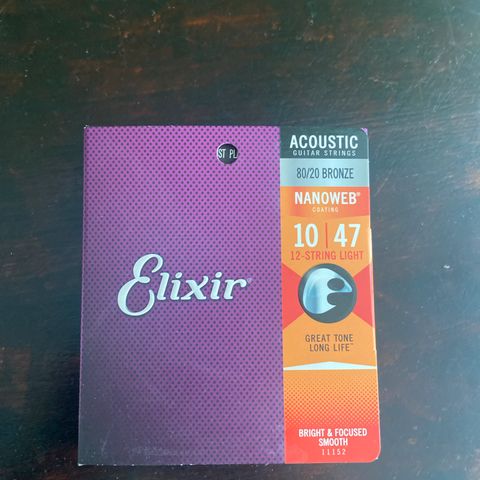 ST PL
Elixir®
ACOUSTIC
GUITAR STRINGS
80/20 BRONZE
NANOWEB®
COATING
10 | 47
12-STRING LIGHT
GREAT TONE
LONG LIFE™
BRIGHT & FOCUSED
SMOOTH
11152